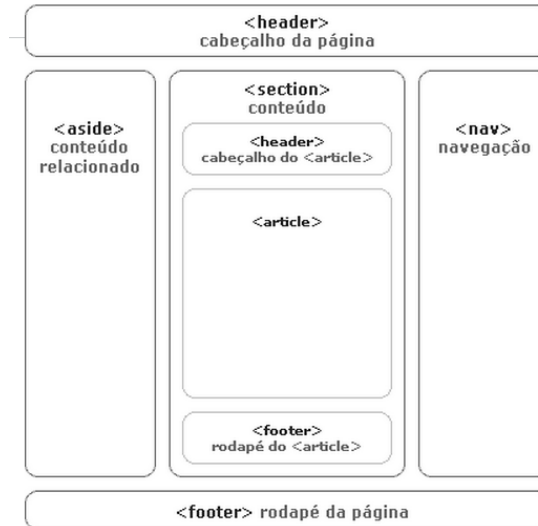 <header>
cabeçalho da página
<aside>
conteúdo
relacionado
<section>
conteúdo
<header>
cabeçalho do <article>
<article>
<footer>
rodapé do <article>
<nav>
navegação
<footer> rodapé da página